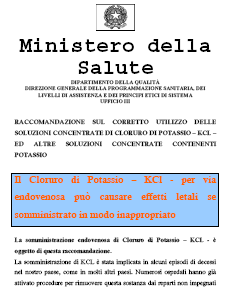 Ministero della
Salute
DIPARTIMENTO DELLA QUALITÀ
DIREZIONE GENERALE DELLA PROGRAMMAZIONE SANITARIA, DEI
LIVELLI DI ASSISTENZA E DEI PRINCIPI ETICI DI SISTEMA
UFFICIO III
RACCOMANDAZIONE SUL CORRETTO UTILIZZO DELLE
SOLUZIONI CONCENTRATE DI CLORURO DI POTASSIO – KCL –
ED ALTRE SOLUZIONI CONCENTRATE CONTENENTI
POTASSIO
Il Cloruro di Potassio – KCl - per via
endovenosa può causare effetti letali se
somministrato in modo inappropriato
La somministrazione endovenosa di Cloruro di Potassio – KCl - è
oggetto di questa raccomandazione.
La somministrazione di KCL è stata implicata in alcuni episodi di decessi
nel nostro paese, come in molti altri paesi. Numerosi ospedali hanno già
attivato procedure per rimuovere questa sostanza dai reparti non impegnati